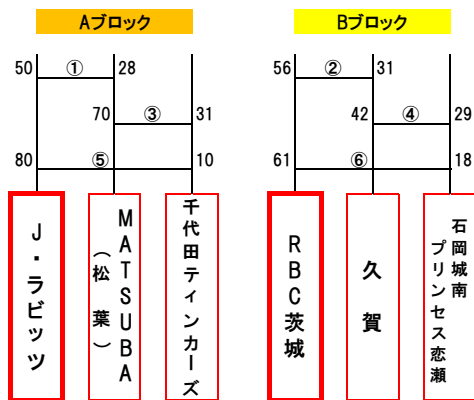 Aブロック
Bブロック
50 ① 28
56 ② 31
70 ③ 31
42 ④ 29
80 ⑤ 10
61 ⑥ 18
J・ラビッツ
MATSUBA
（松葉）
千代田ティンカーズ
RBC茨城
久賀
石岡城南
プリンセス恋瀬